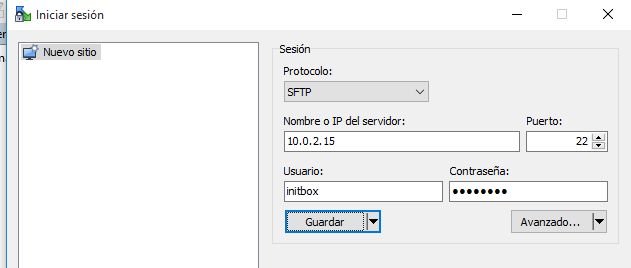 Iniciar sesión
Nuevo sitio
Sesión
Protocolo:
SFTP
Nombre o IP del servidor:
Puerto:
10.0.2.15
22
Usuario:
Contraseña:
initbox
●●●●●●●●
Guardar
Avanzado...